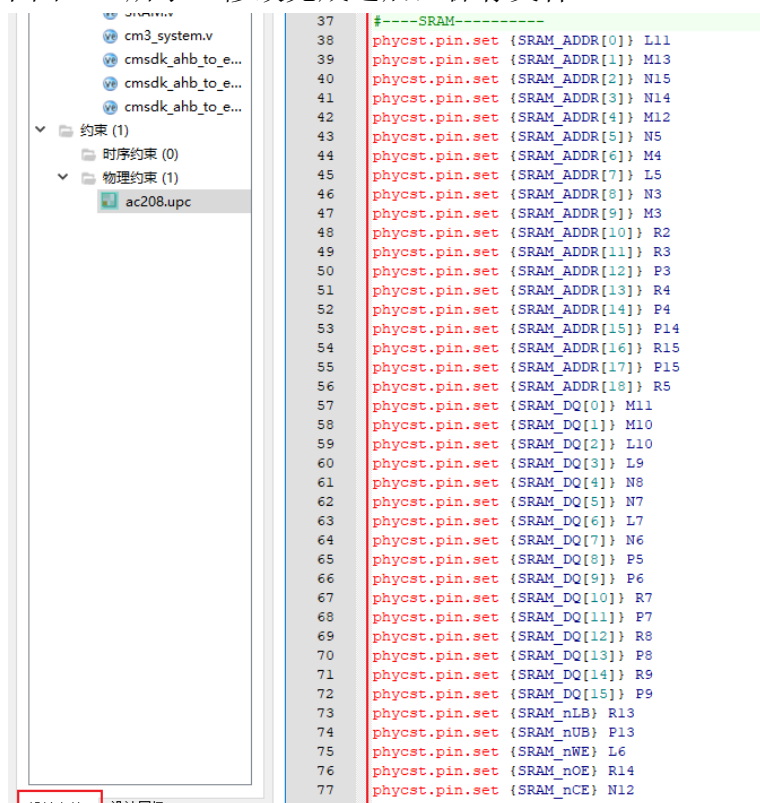 SRAM.v
cm3_system.v
cmsdk_ahb_to_e...
cmsdk_ahb_to_e...
cmsdk_ahb_to_e...
约束 (1)
时序约束 (0)
物理约束 (1)
ac208.upc
37 #----SRAM----------
38 phycst.pin.set {SRAM_ADDR[0]} L11
39 phycst.pin.set {SRAM_ADDR[1]} M13
40 phycst.pin.set {SRAM_ADDR[2]} N15
41 phycst.pin.set {SRAM_ADDR[3]} N14
42 phycst.pin.set {SRAM_ADDR[4]} M12
43 phycst.pin.set {SRAM_ADDR[5]} N5
44 phycst.pin.set {SRAM_ADDR[6]} M4
45 phycst.pin.set {SRAM_ADDR[7]} L5
46 phycst.pin.set {SRAM_ADDR[8]} N3
47 phycst.pin.set {SRAM_ADDR[9]} M3
48 phycst.pin.set {SRAM_ADDR[10]} R2
49 phycst.pin.set {SRAM_ADDR[11]} R3
50 phycst.pin.set {SRAM_ADDR[12]} P3
51 phycst.pin.set {SRAM_ADDR[13]} R4
52 phycst.pin.set {SRAM_ADDR[14]} P4
53 phycst.pin.set {SRAM_ADDR[15]} P14
54 phycst.pin.set {SRAM_ADDR[16]} R15
55 phycst.pin.set {SRAM_ADDR[17]} P15
56 phycst.pin.set {SRAM_ADDR[18]} R5
57 phycst.pin.set {SRAM_DQ[0]} M11
58 phycst.pin.set {SRAM_DQ[1]} M10
59 phycst.pin.set {SRAM_DQ[2]} L10
60 phycst.pin.set {SRAM_DQ[3]} L9
61 phycst.pin.set {SRAM_DQ[4]} N8
62 phycst.pin.set {SRAM_DQ[5]} N7
63 phycst.pin.set {SRAM_DQ[6]} L7
64 phycst.pin.set {SRAM_DQ[7]} N6
65 phycst.pin.set {SRAM_DQ[8]} P5
66 phycst.pin.set {SRAM_DQ[9]} P6
67 phycst.pin.set {SRAM_DQ[10]} R7
68 phycst.pin.set {SRAM_DQ[11]} P7
69 phycst.pin.set {SRAM_DQ[12]} R8
70 phycst.pin.set {SRAM_DQ[13]} P8
71 phycst.pin.set {SRAM_DQ[14]} R9
72 phycst.pin.set {SRAM_DQ[15]} P9
73 phycst.pin.set {SRAM_nLB} R13
74 phycst.pin.set {SRAM_nUB} P13
75 phycst.pin.set {SRAM_nWE} L6
76 phycst.pin.set {SRAM_nOE} R14
77 phycst.pin.set {SRAM_nCE} N12